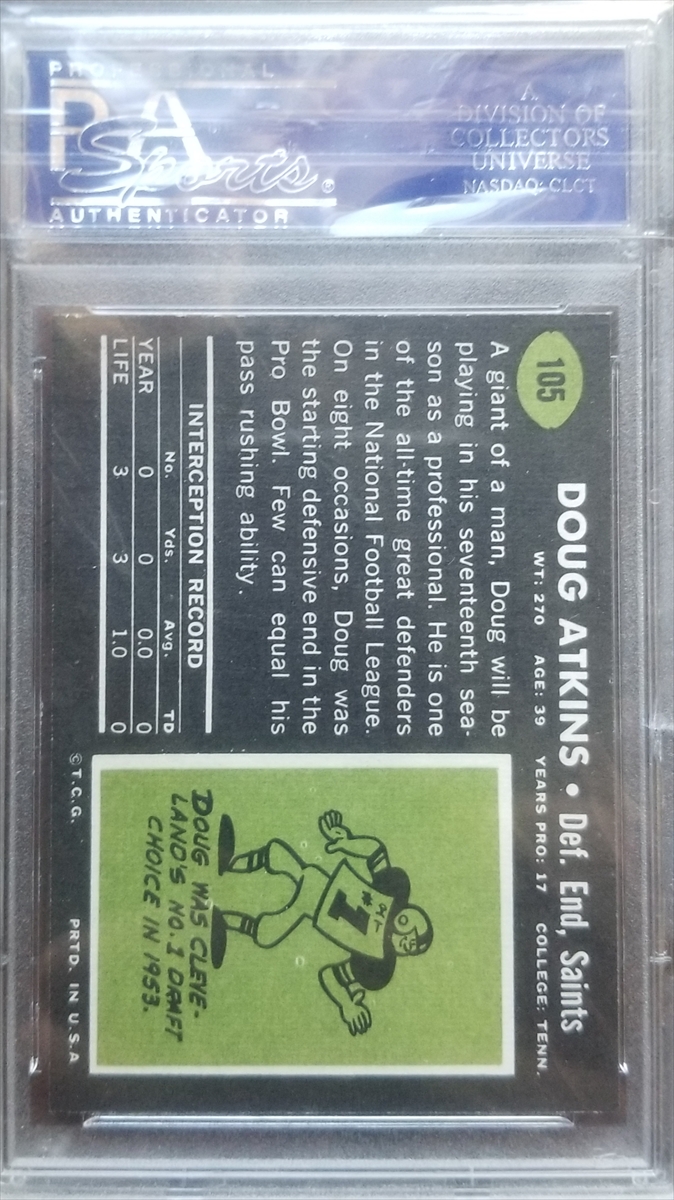 PROFESSIONAL
PSA
Sports®
AUTHENTICATOR
A
DIVISION OF
COLLECTORS
UNIVERSE
NASDAQ: CLCT
105
DOUG ATKINS • Def. End, Saints
WT: 270 AGE: 39 YEARS PRO: 17 COLLEGE: TENN.
A giant of a man, Doug will be
playing in his seventeenth sea-
son as a professional. He is one
of the all-time great defenders
in the National Football League.
On eight occasions, Doug was
the starting defensive end in the
Pro Bowl. Few can equal his
pass rushing ability.
INTERCEPTION RECORD
No. Yds. Avg. TD
YEAR 0 0 0.0 0
LIFE 3 3 1.0 0
1
DOUG WAS CLEVE-
LAND'S NO. 1 DRAFT
CHOICE IN 1953.
© T.C.G. PRTD. IN U.S.A